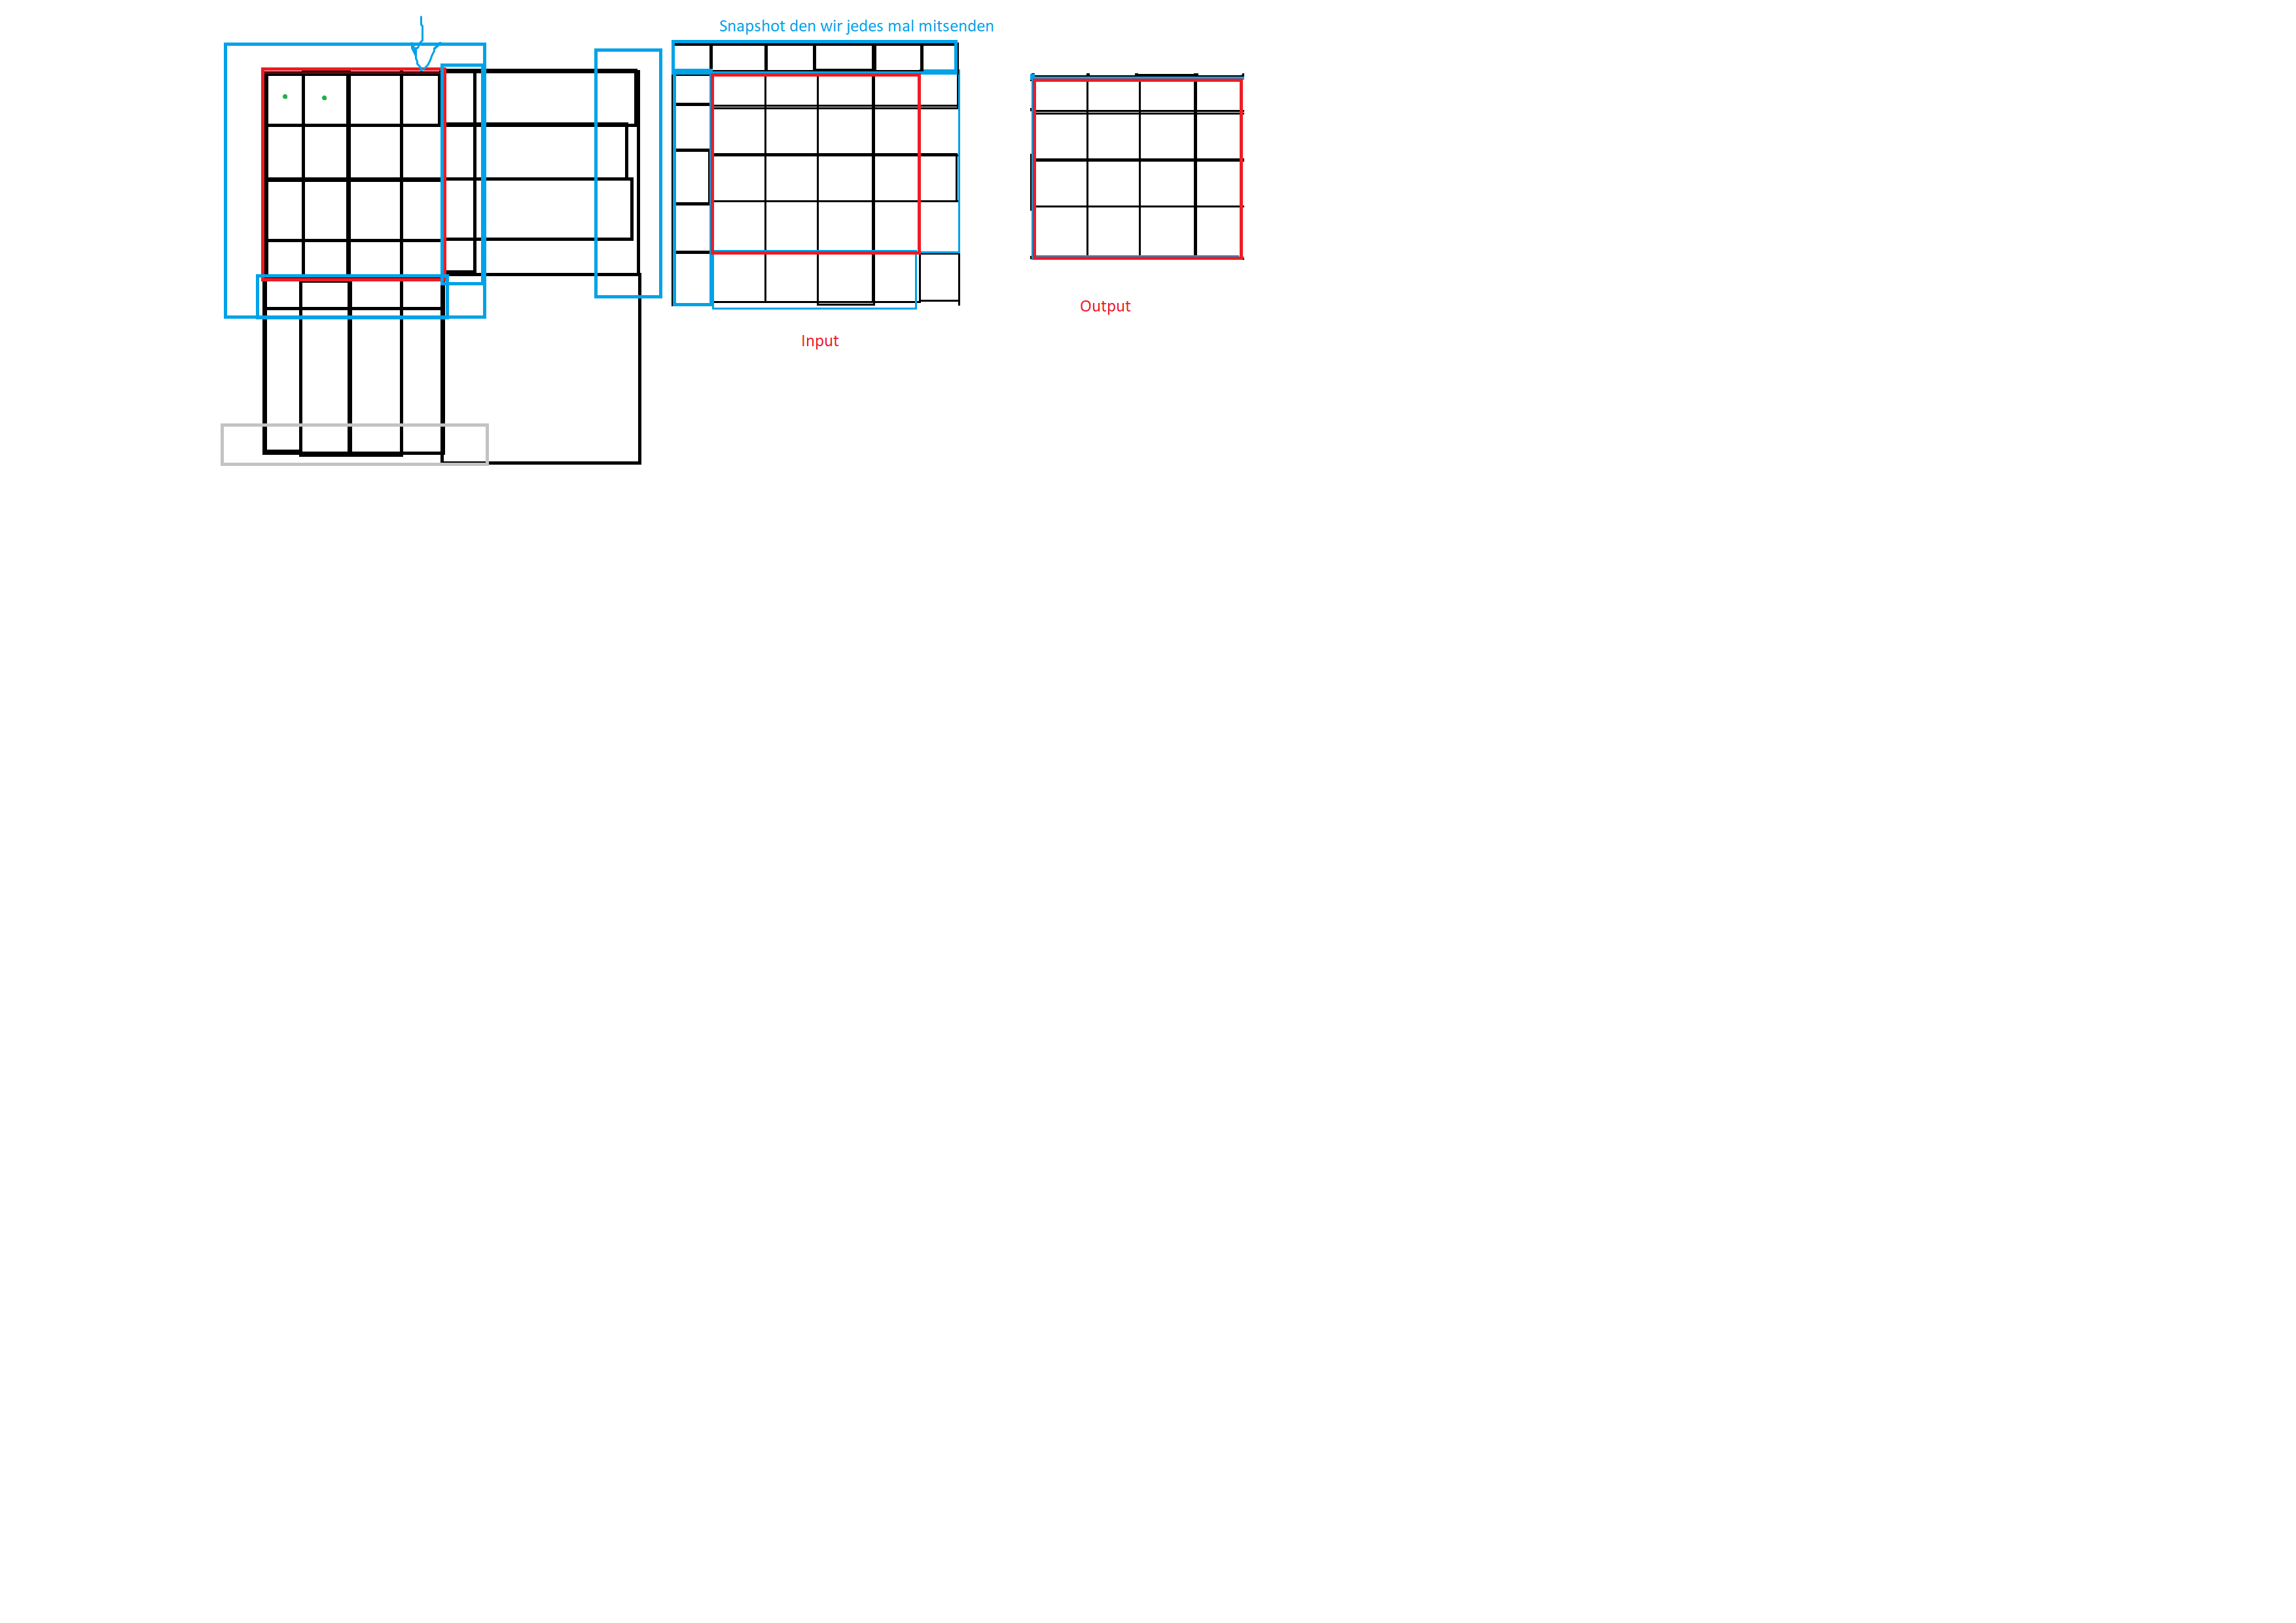 Snapshot den wir jedes mal mitsenden
Output
Input